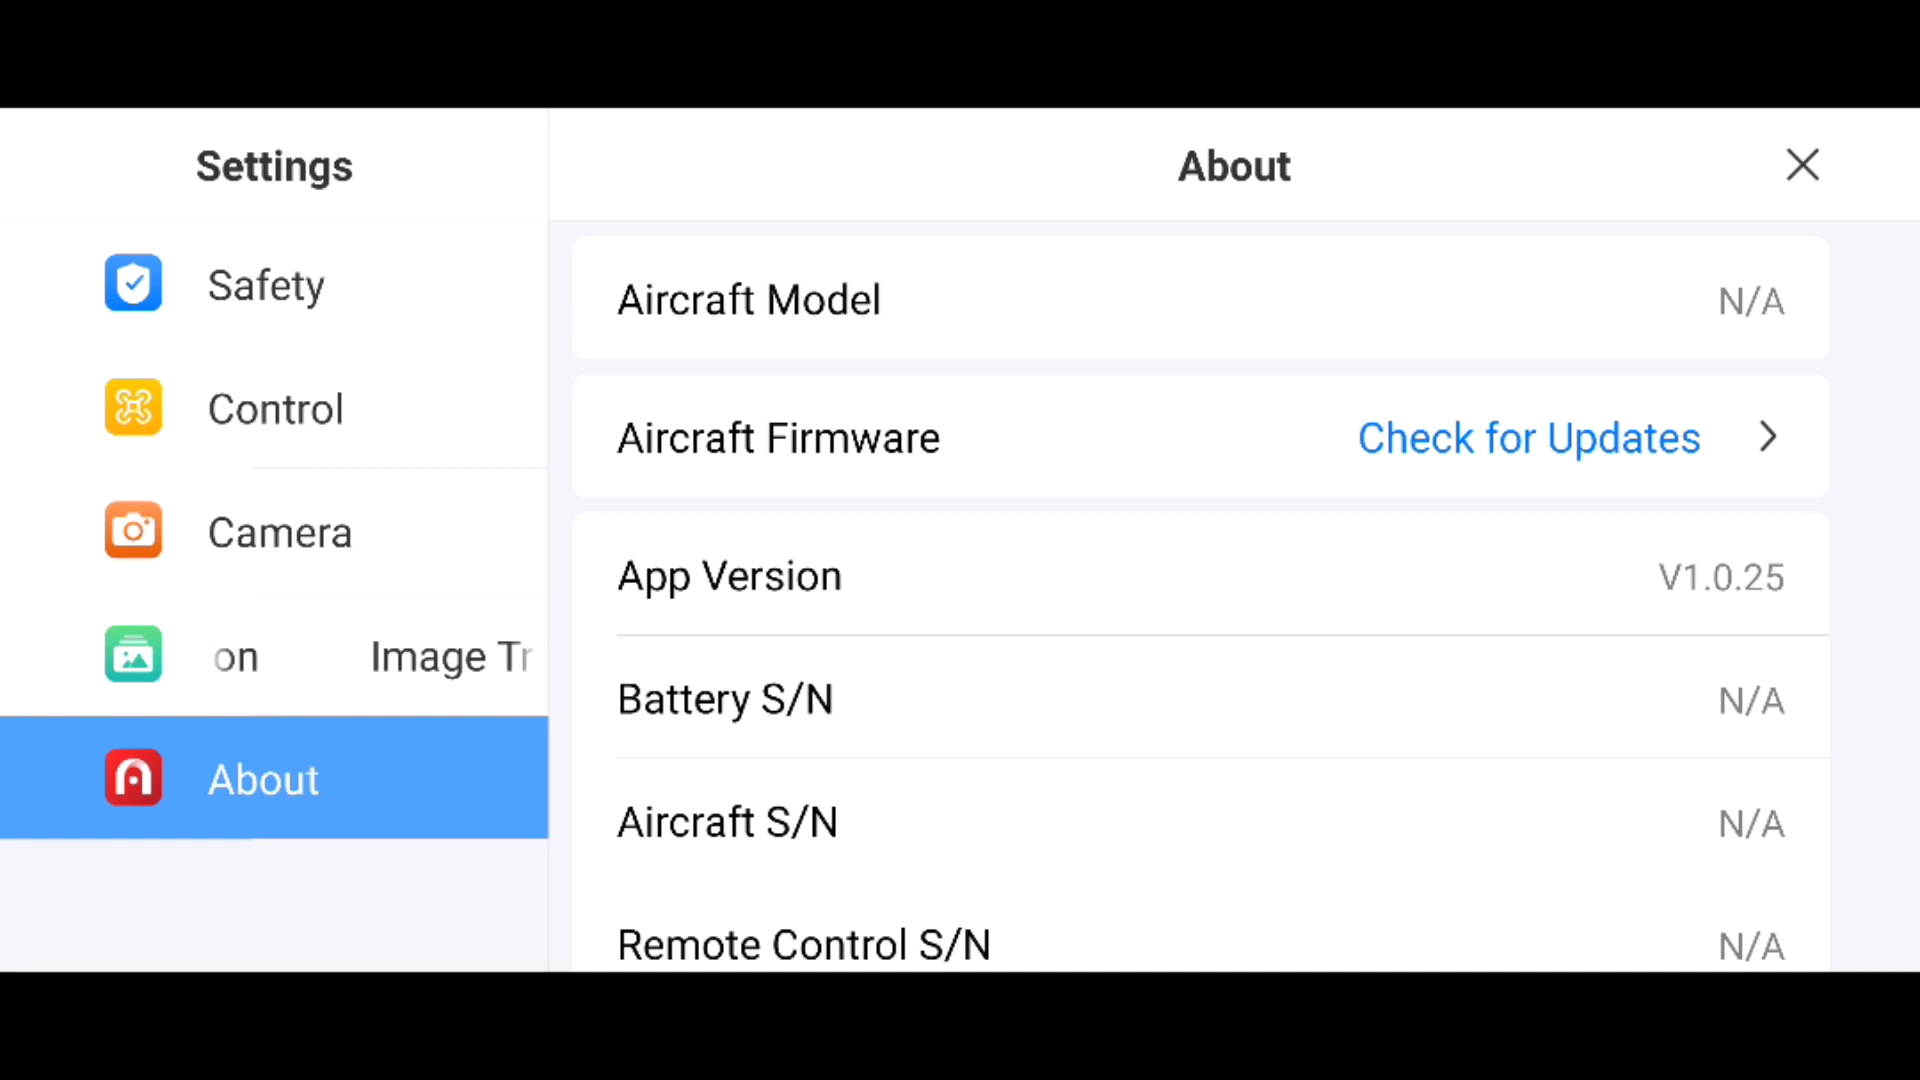 Settings
Safety
Control
Camera
on Image Tr
About
About
Aircraft Model N/A
Aircraft Firmware Check for Updates
App Version V1.0.25
Battery S/N N/A
Aircraft S/N N/A
Remote Control S/N N/A